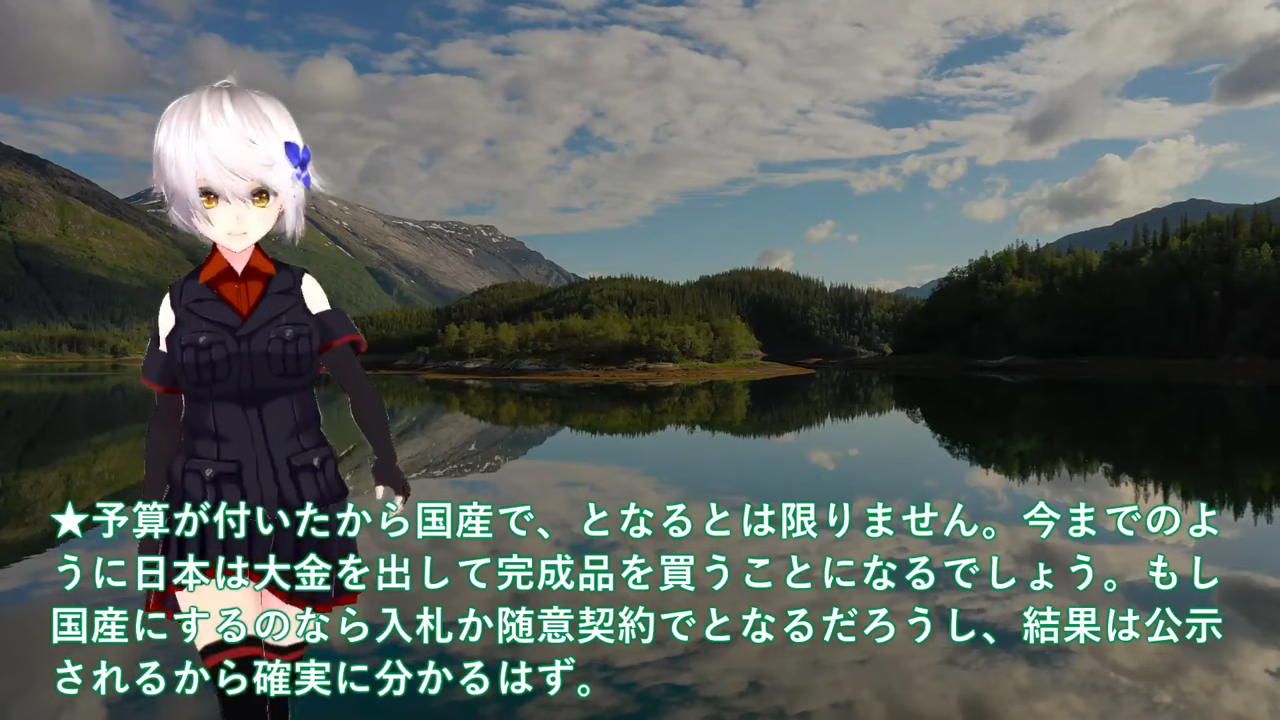 ★予算が付いたから国産で、となるとは限りません。今までのよ
うに日本は大金を出して完成品を買うことになるでしょう。もし
国産にするのなら入札か随意契約でとなるだろうし、結果は公示
されるから確実に分かるはず。